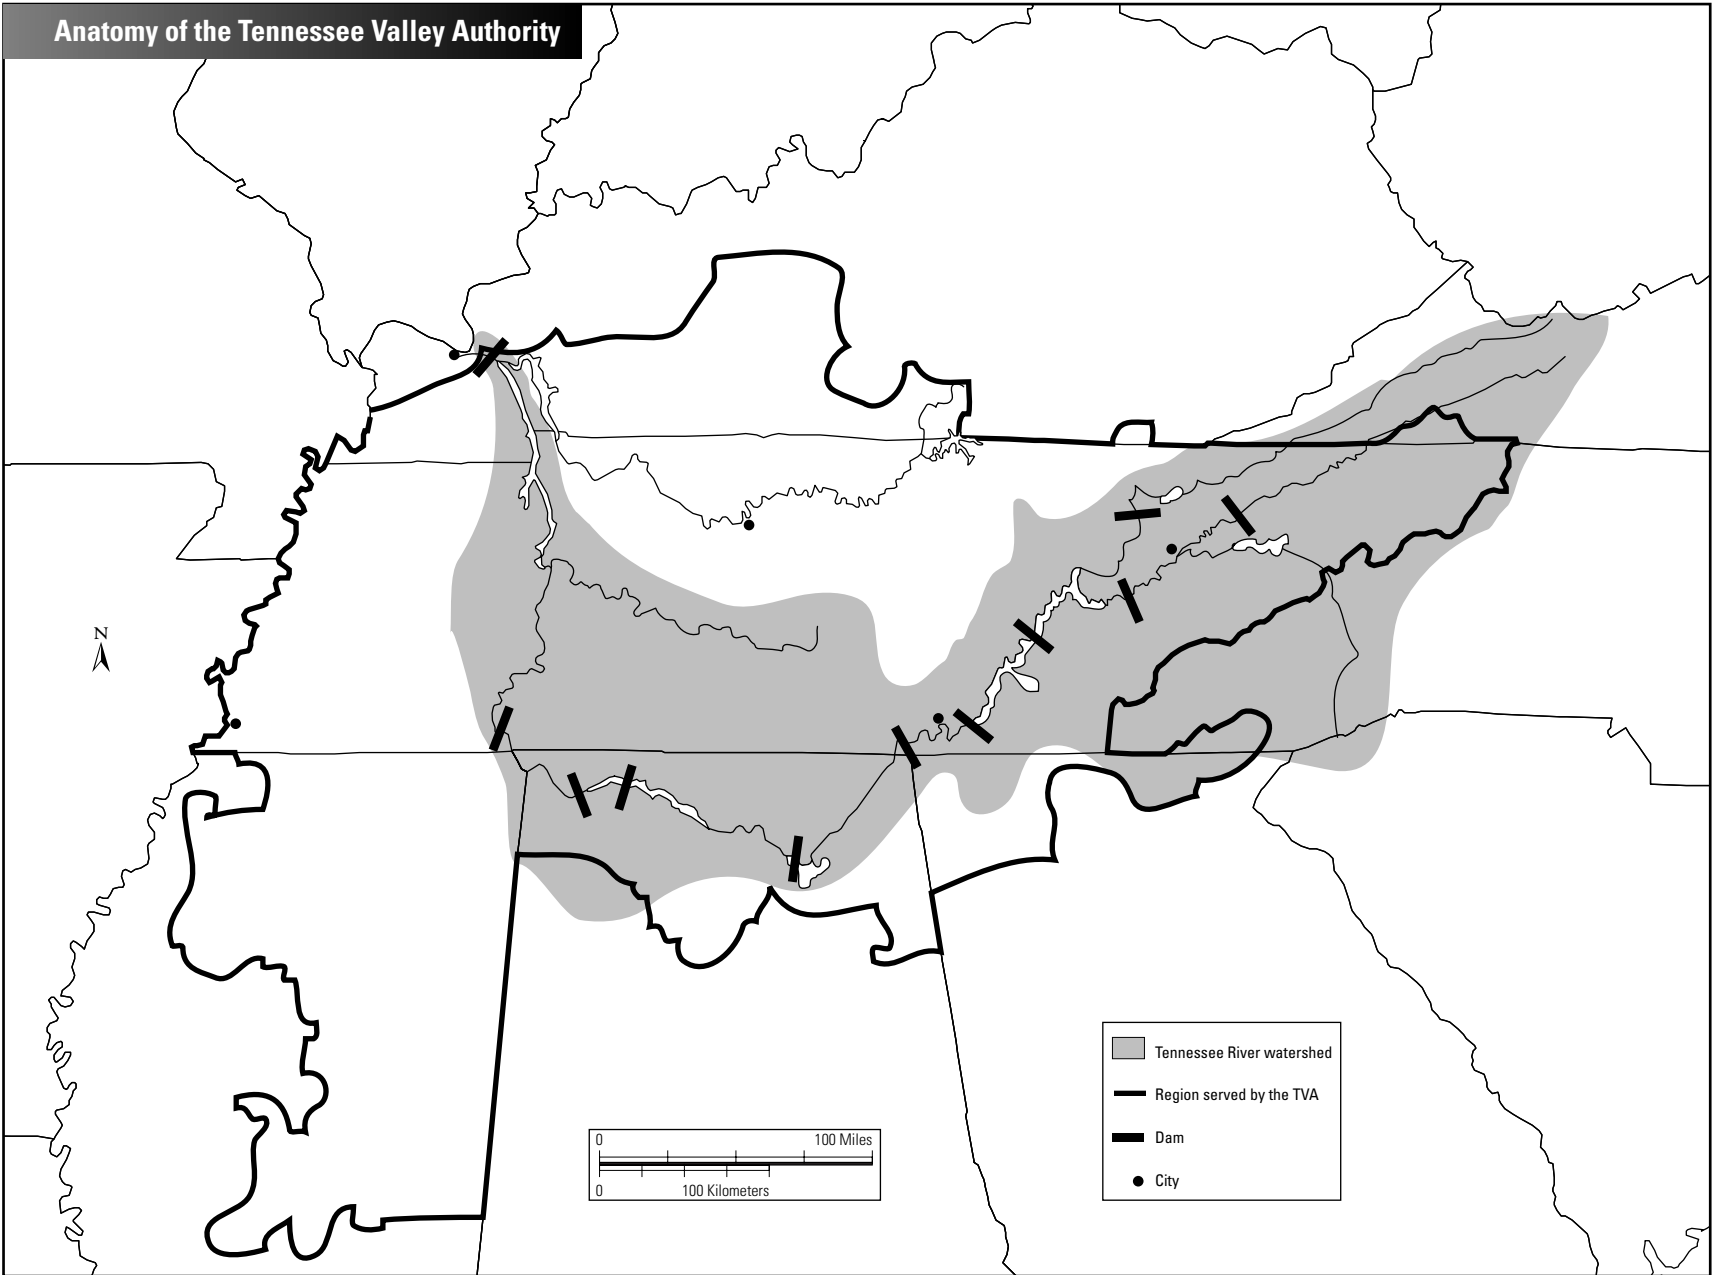 Anatomy of the Tennessee Valley Authority
N
Tennessee River watershed
Region served by the TVA
Dam
City
0 100 Miles
0 100 Kilometers